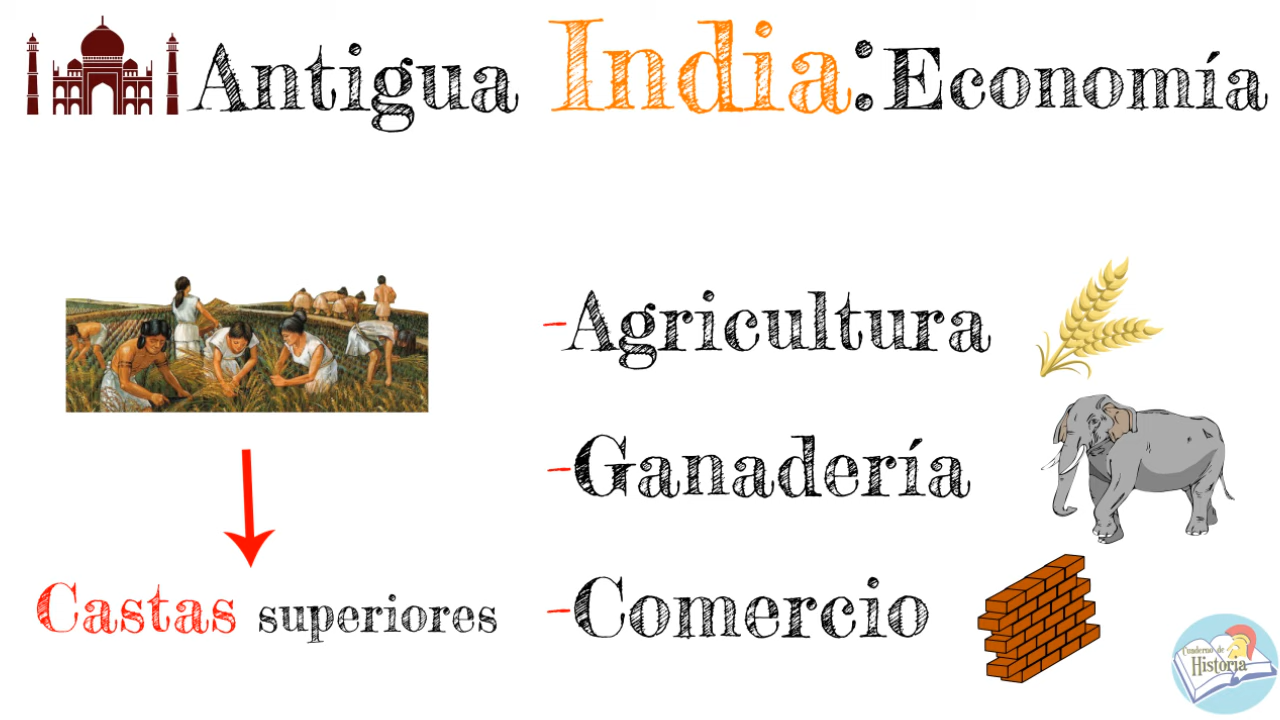 Antigua India: Economía
-Agricultura
-Ganadería
Castas superiores
-Comercio
Cuaderno de
Historia